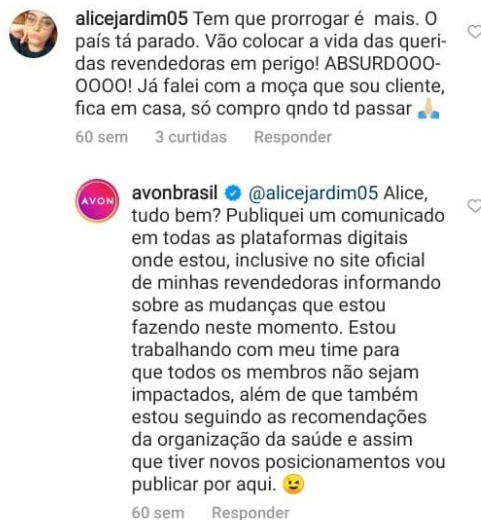 alicejardim05 Tem que prorrogar é mais. O
país tá parado. Vão colocar a vida das queri-
das revendedoras em perigo! ABSURDOOO-
OOOO! Já falei com a moça que sou cliente,
fica em casa, só compro qndo td passar 🙏🏻
60 sem 3 curtidas Responder
AVON
avonbrasil @alicejardim05 Alice,
tudo bem? Publiquei um comunicado
em todas as plataformas digitais
onde estou, inclusive no site oficial
de minhas revendedoras informando
sobre as mudanças que estou
fazendo neste momento. Estou
trabalhando com meu time para
que todos os membros não sejam
impactados, além de que também
estou seguindo as recomendações
da organização da saúde e assim
que tiver novos posicionamentos vou
publicar por aqui. 😉
60 sem Responder